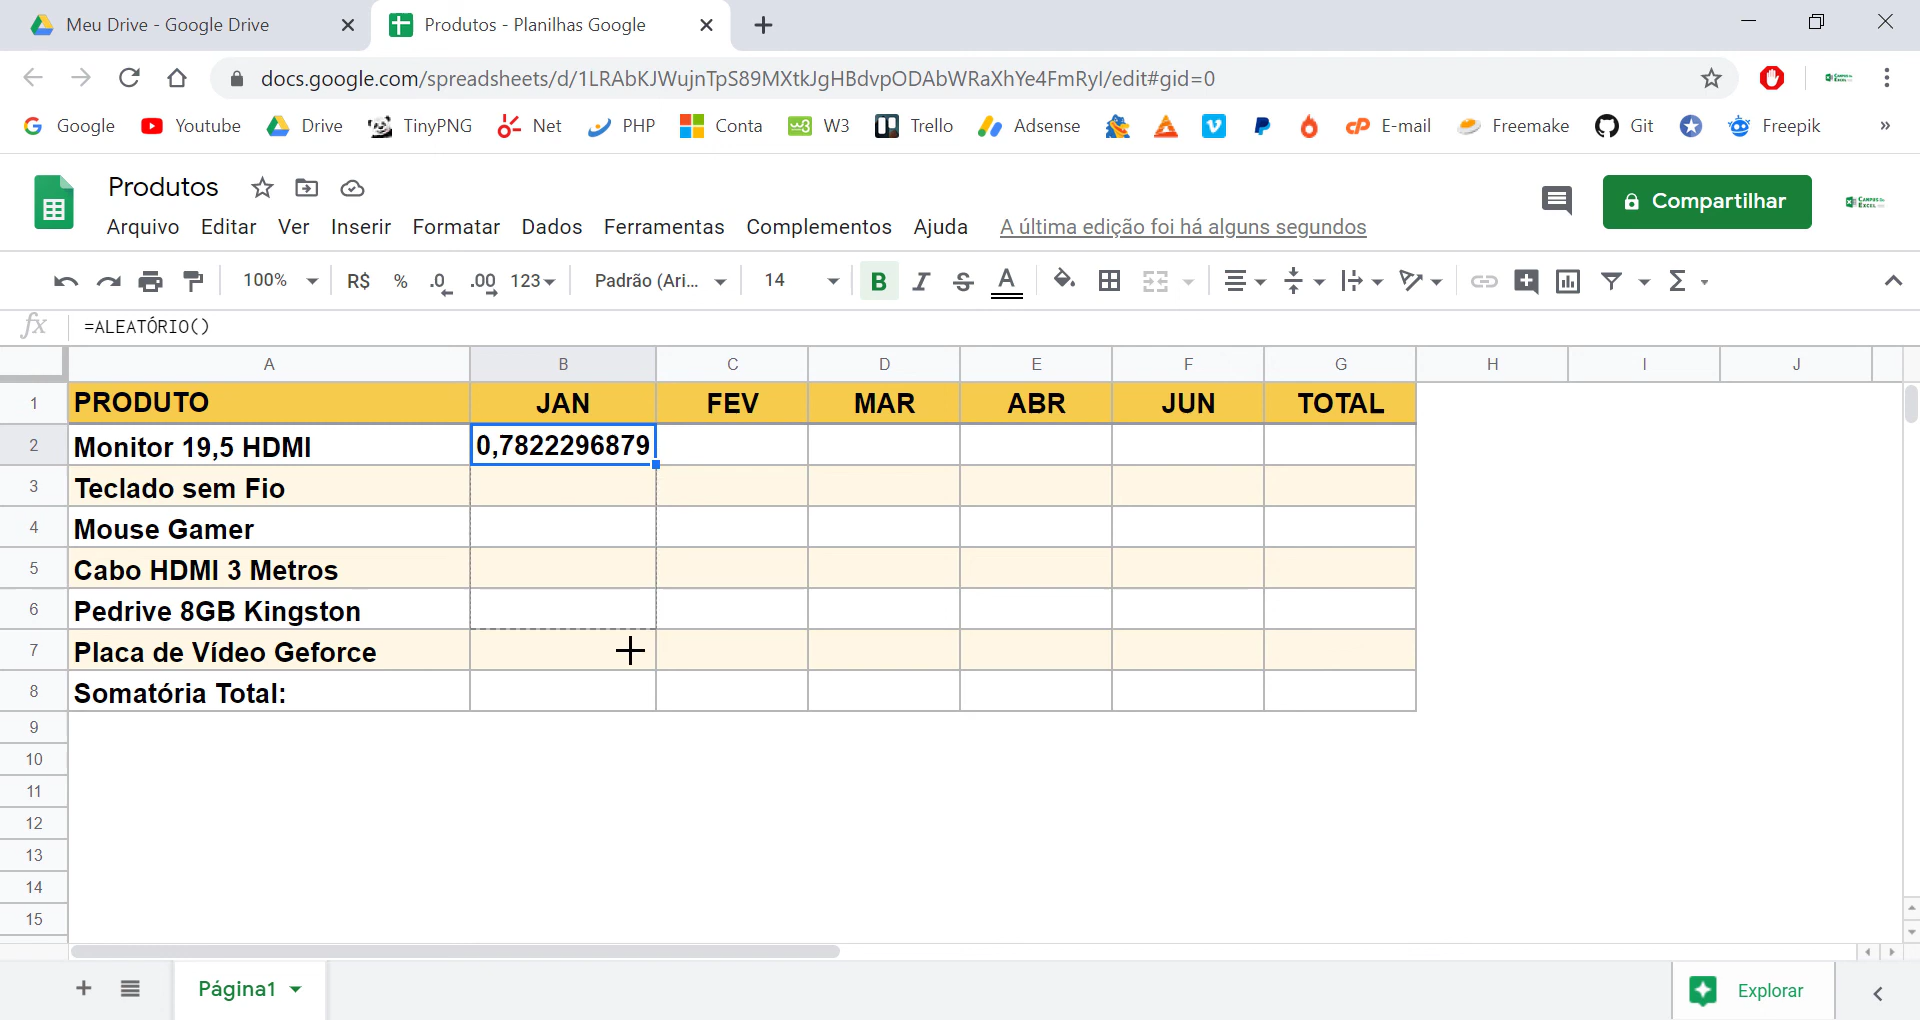 Meu Drive - Google Drive
Produtos - Planilhas Google
docs.google.com/spreadsheets/d/1LRAbKJWujnTpS89MXtkJgHBdvpODAbWRaXhYe4FmRyI/edit#gid=0
Google Youtube Drive TinyPNG Net PHP Conta W3 Trello Adsense E-mail Freemake Git Freepik »
Produtos
Compartilhar
Arquivo Editar Ver Inserir Formatar Dados Ferramentas Complementos Ajuda A última edição foi há alguns segundos
100% R$ % .0 .00 123 Padrão (Ari... 14 B I S A Σ
fx =ALEATÓRIO()
A B C D E F G H I J
1 PRODUTO JAN FEV MAR ABR JUN TOTAL
2 Monitor 19,5 HDMI 0,7822296879
3 Teclado sem Fio
4 Mouse Gamer
5 Cabo HDMI 3 Metros
6 Pedrive 8GB Kingston
7 Placa de Vídeo Geforce
8 Somatória Total:
9
10
11
12
13
14
15
Página1
Explorar